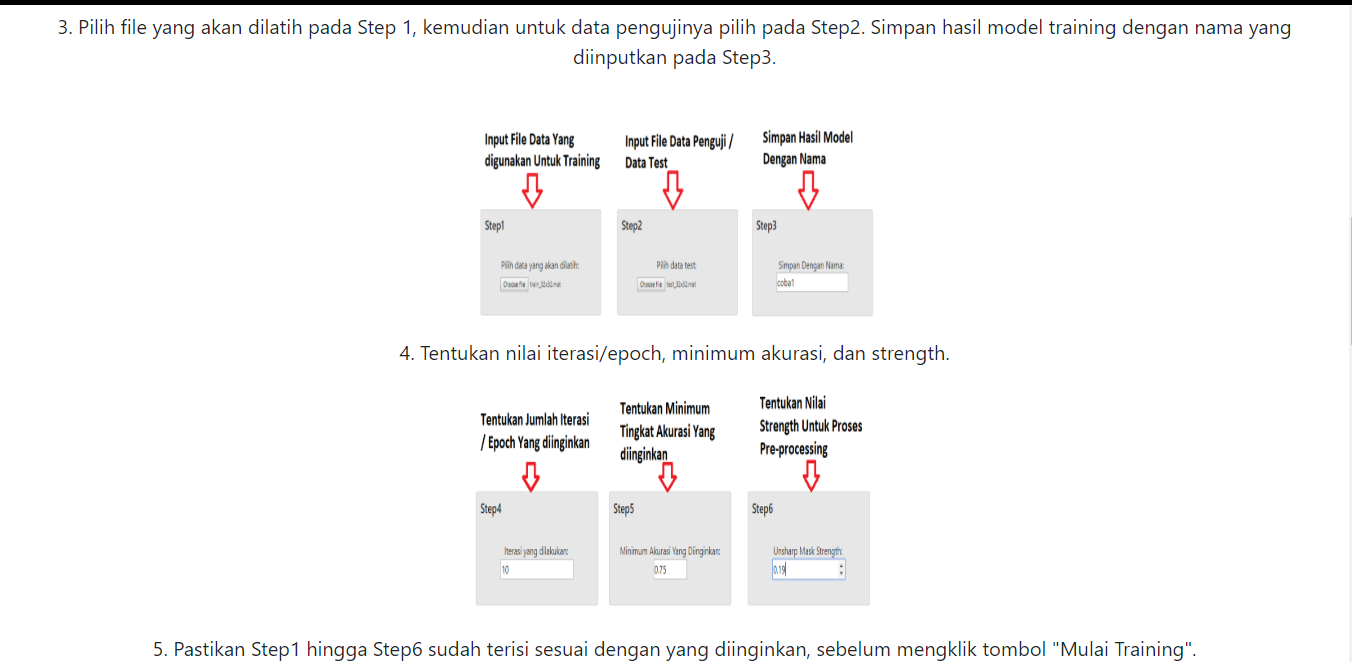 3. Pilih file yang akan dilatih pada Step 1, kemudian untuk data pengujinya pilih pada Step2. Simpan hasil model training dengan nama yang
diinputkan pada Step3.
Input File Data Yang
digunakan Untuk Training
Input File Data Penguji /
Data Test
Simpan Hasil Model
Dengan Nama
Step1
Pilih data yang akan dilatih:
Choose file train_32x32.mat
Step2
Pilih data test:
Choose file test_32x32.mat
Step3
Simpan Dengan Nama:
coba1
4. Tentukan nilai iterasi/epoch, minimum akurasi, dan strength.
Tentukan Jumlah Iterasi
/ Epoch Yang diinginkan
Tentukan Minimum
Tingkat Akurasi Yang
diinginkan
Tentukan Nilai
Strength Untuk Proses
Pre-processing
Step4
Iterasi yang dilakukan:
10
Step5
Minimum Akurasi Yang Diinginkan:
0.75
Step6
Unsharp Mask Strength:
0.19
5. Pastikan Step1 hingga Step6 sudah terisi sesuai dengan yang diinginkan, sebelum mengklik tombol "Mulai Training".